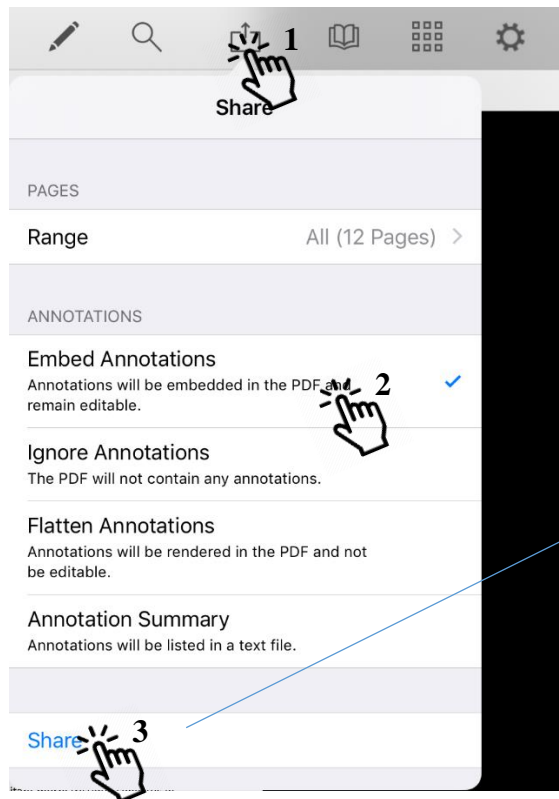 1
Share
PAGES
Range All (12 Pages) >
ANNOTATIONS
Embed Annotations
Annotations will be embedded in the PDF and 2
remain editable.
Ignore Annotations
The PDF will not contain any annotations.
Flatten Annotations
Annotations will be rendered in the PDF and not
be editable.
Annotation Summary
Annotations will be listed in a text file.
Share 3